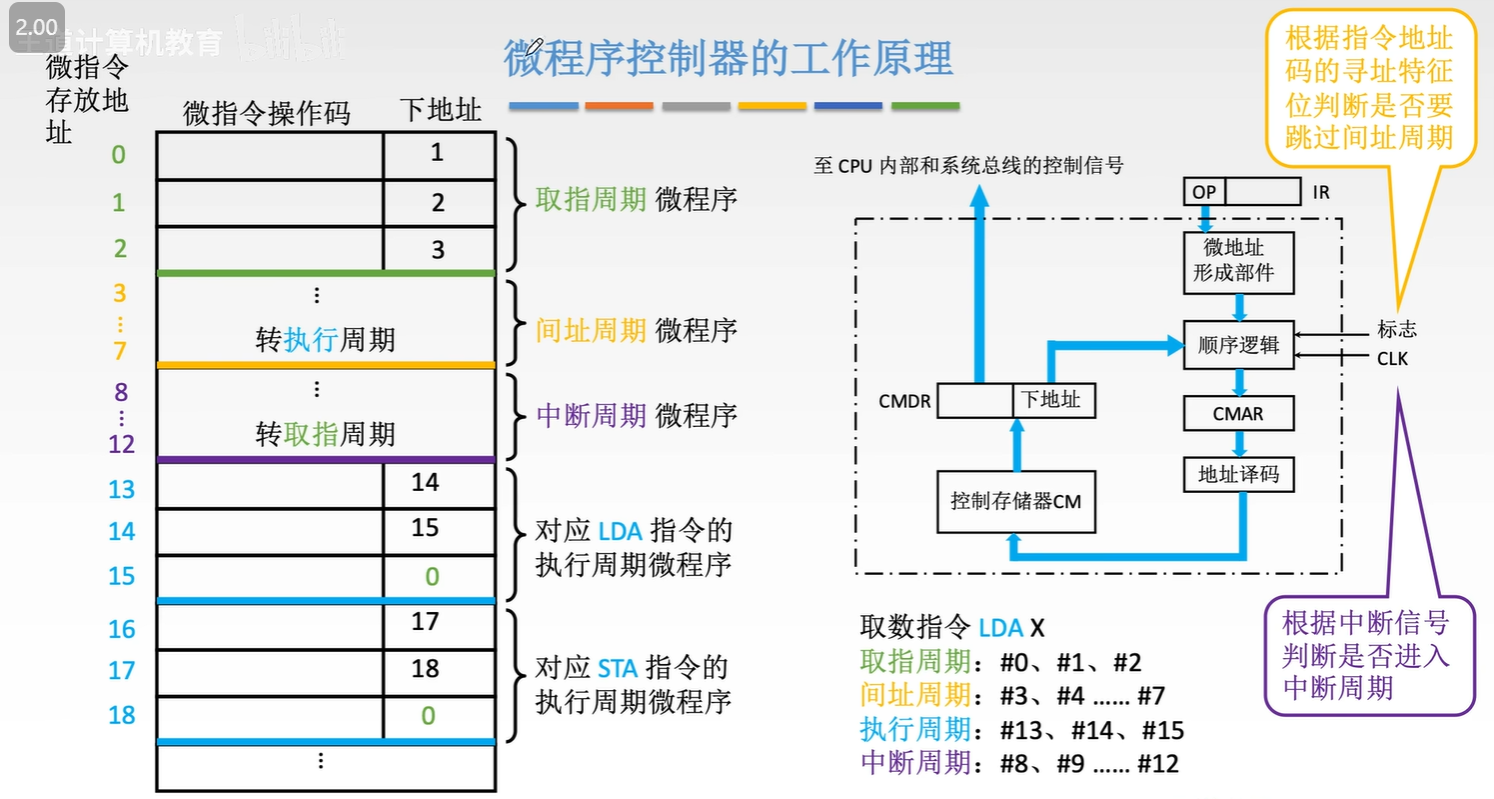 2.00
王道计算机教育
微程序控制器的工作原理
微指令
存放地
址
微指令操作码
下地址
0
1
1
2
2
3
取指周期 微程序
3
⋮
7
⋮
转执行周期
间址周期 微程序
8
⋮
12
⋮
转取指周期
中断周期 微程序
13
14
14
15
15
0
对应 LDA 指令的
执行周期微程序
16
17
17
18
18
0
对应 STA 指令的
执行周期微程序
⋮
至 CPU 内部和系统总线的控制信号
OP
IR
微地址
形成部件
顺序逻辑
标志
CLK
CMDR
下地址
CMAR
地址译码
控制存储器CM
根据指令地址
码的寻址特征
位判断是否要
跳过间址周期
取数指令 LDA X
取指周期：#0、#1、#2
间址周期：#3、#4 …… #7
执行周期：#13、#14、#15
中断周期：#8、#9 …… #12
根据中断信号
判断是否进入
中断周期